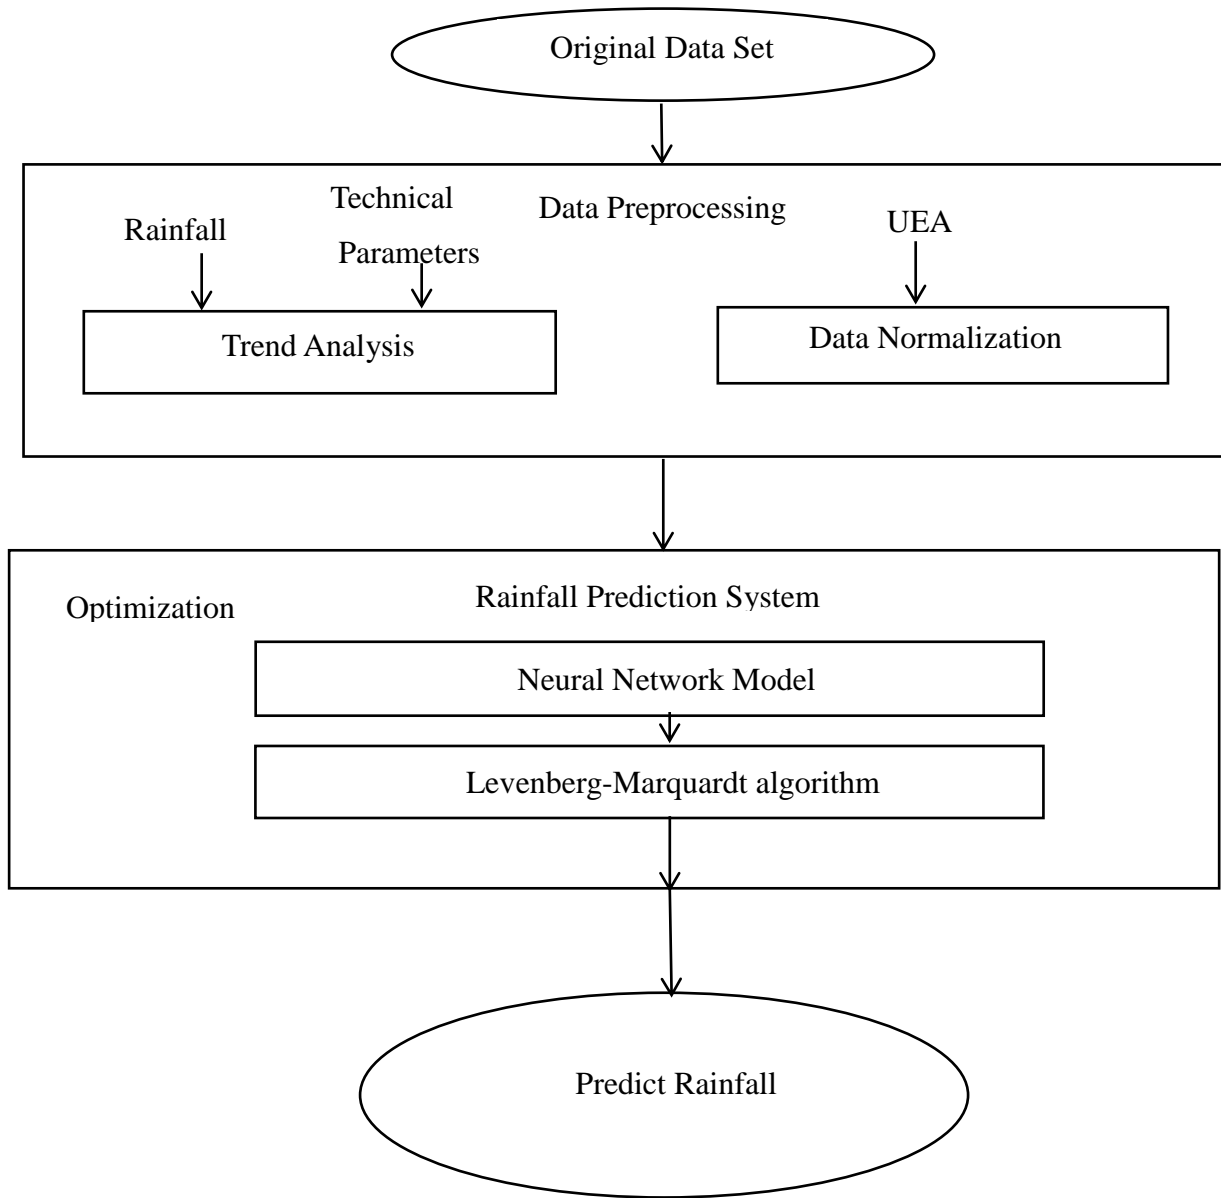 Original Data Set
Technical
Parameters
Data Preprocessing
Rainfall
UEA
Trend Analysis
Data Normalization
Optimization
Rainfall Prediction System
Neural Network Model
Levenberg-Marquardt algorithm
Predict Rainfall